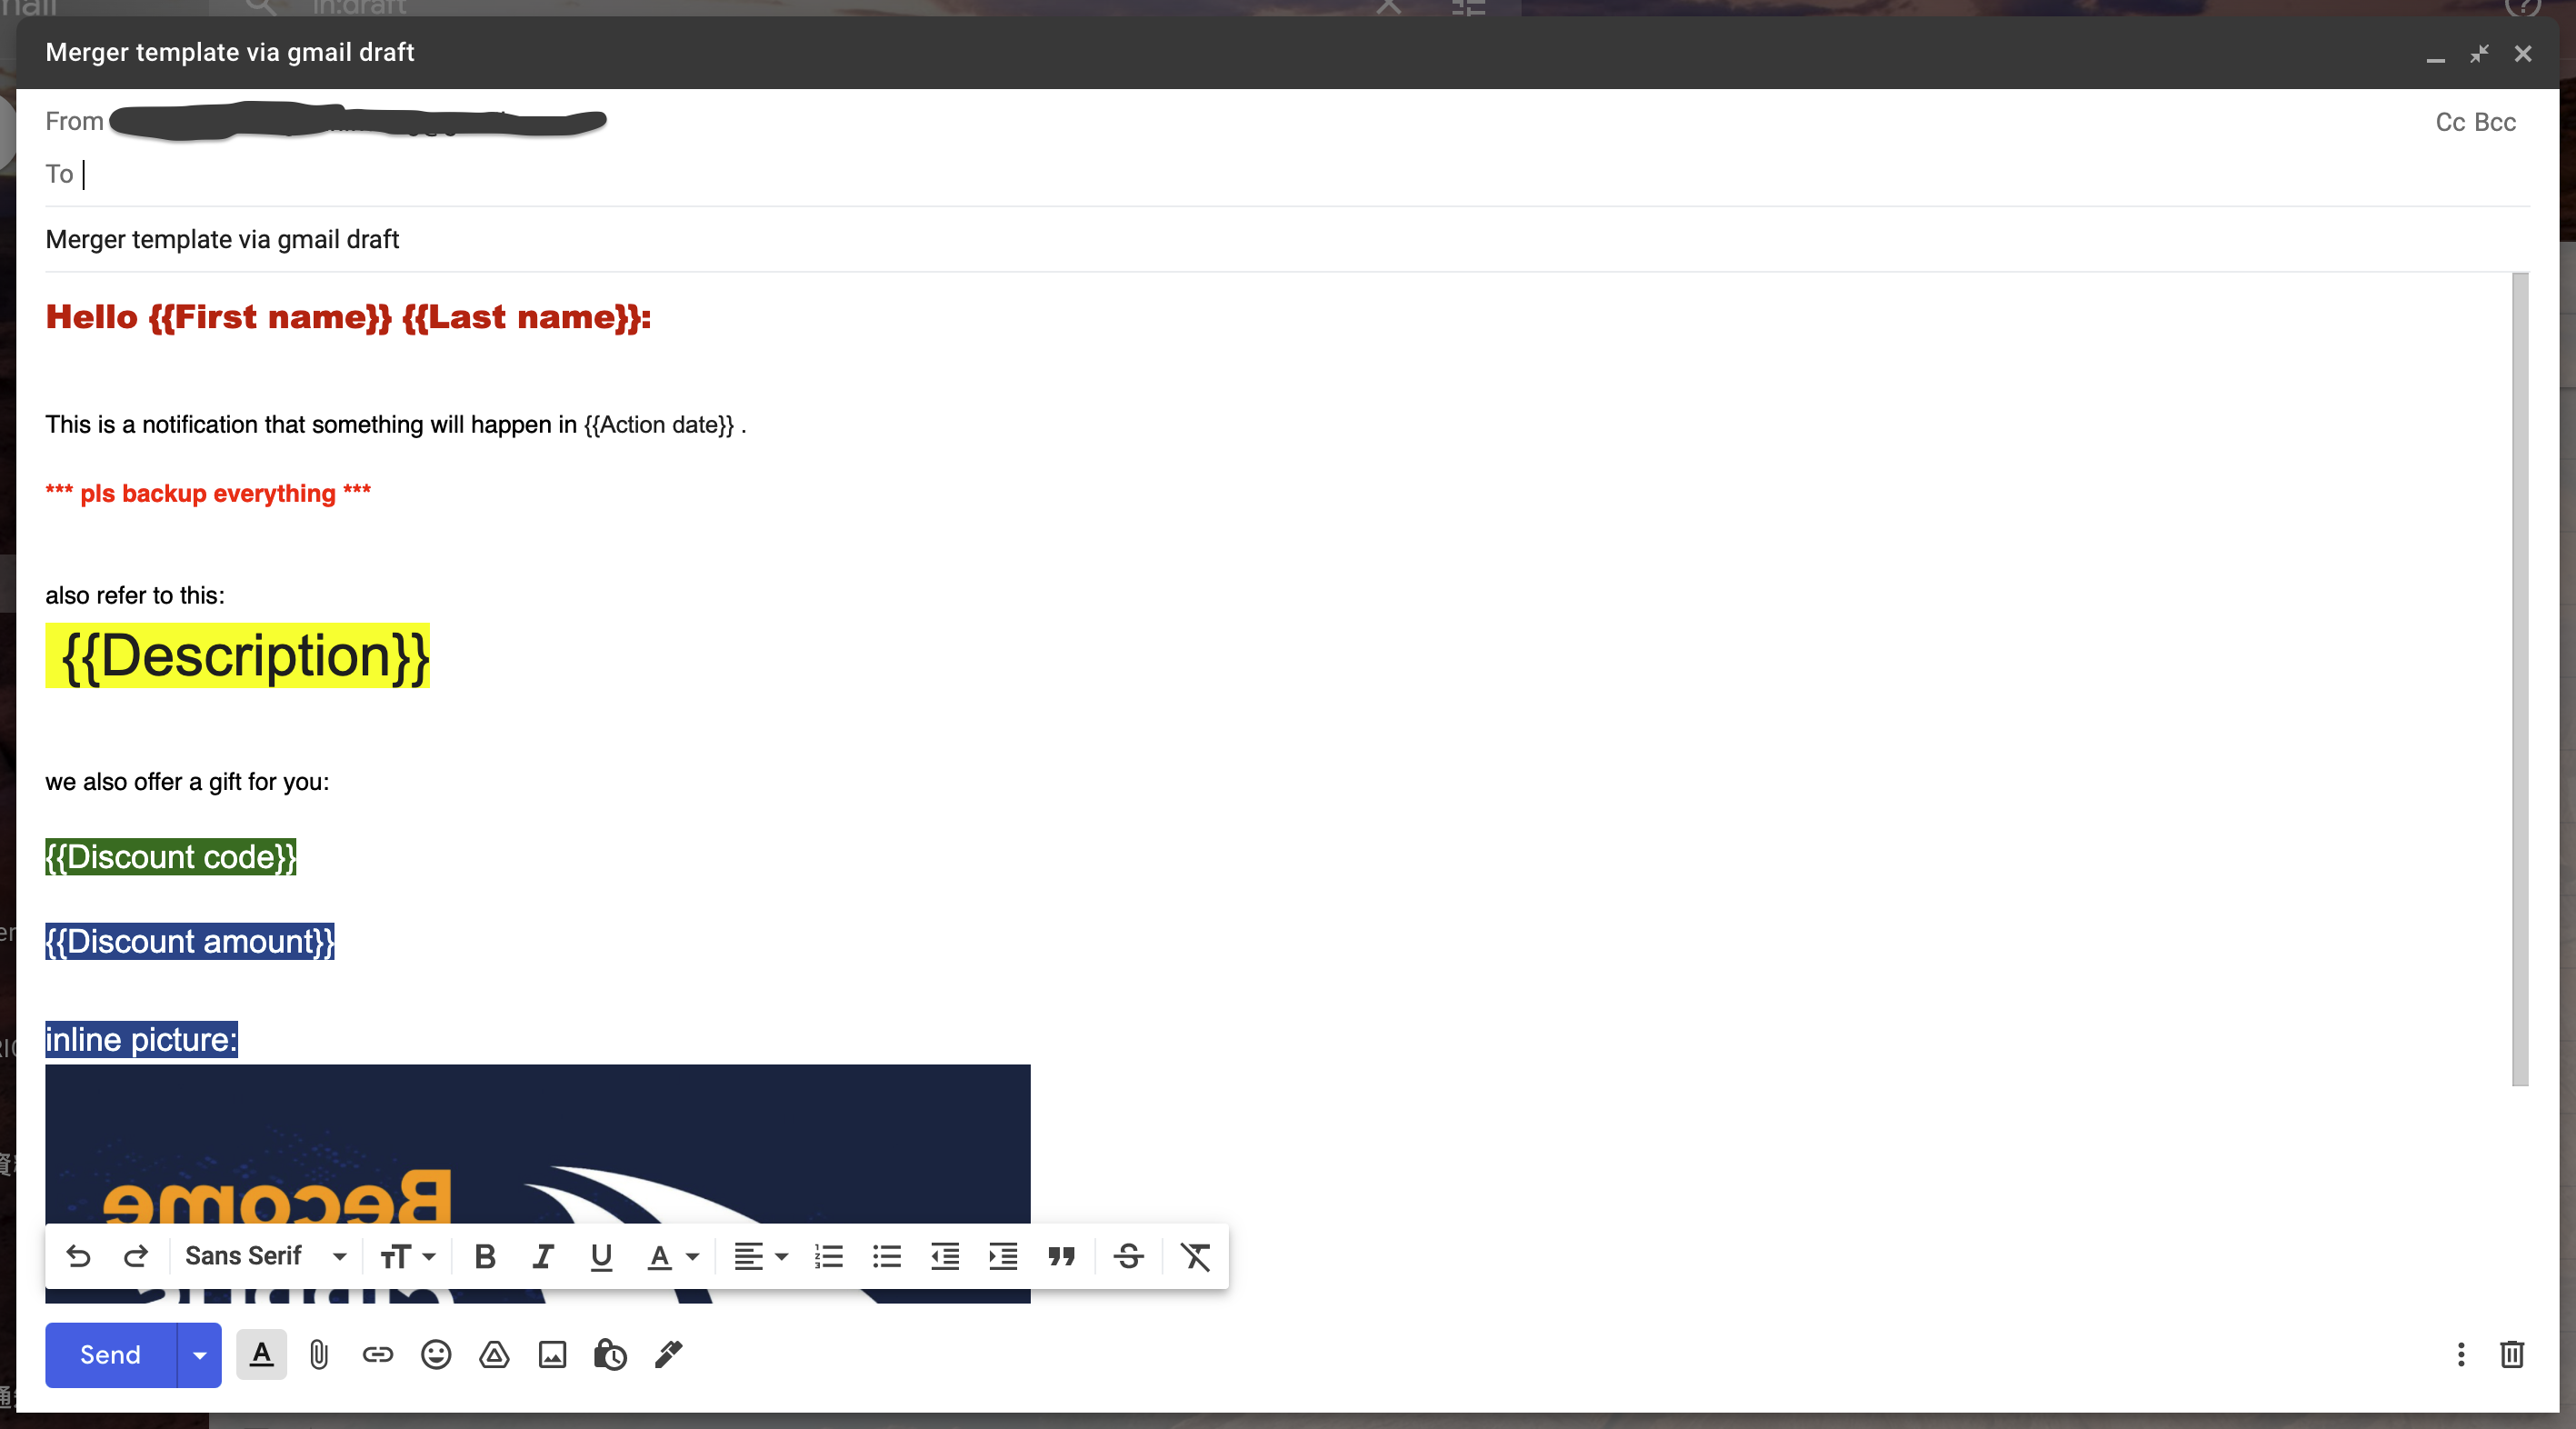 in:draft
Merger template via gmail draft
From
Cc Bcc
To
Merger template via gmail draft
Hello {{First name}} {{Last name}}:
This is a notification that something will happen in {{Action date}} .
*** pls backup everything ***
also refer to this:
{{Description}}
we also offer a gift for you:
{{Discount code}}
{{Discount amount}}
inline picture:
Become
Sans Serif
Send